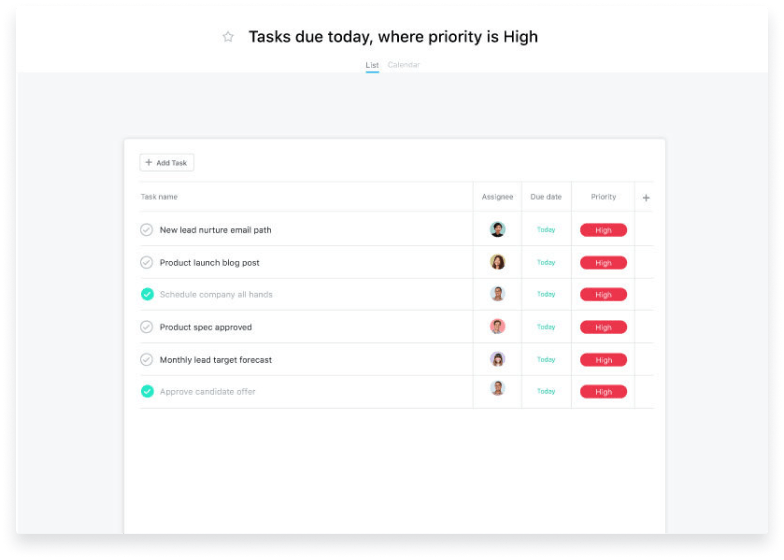 Tasks due today, where priority is High
List Calendar
+ Add Task
Task name Assignee Due date Priority +
New lead nurture email path Today High
Product launch blog post Today High
Schedule company all hands Today High
Product spec approved Today High
Monthly lead target forecast Today High
Approve candidate offer Today High